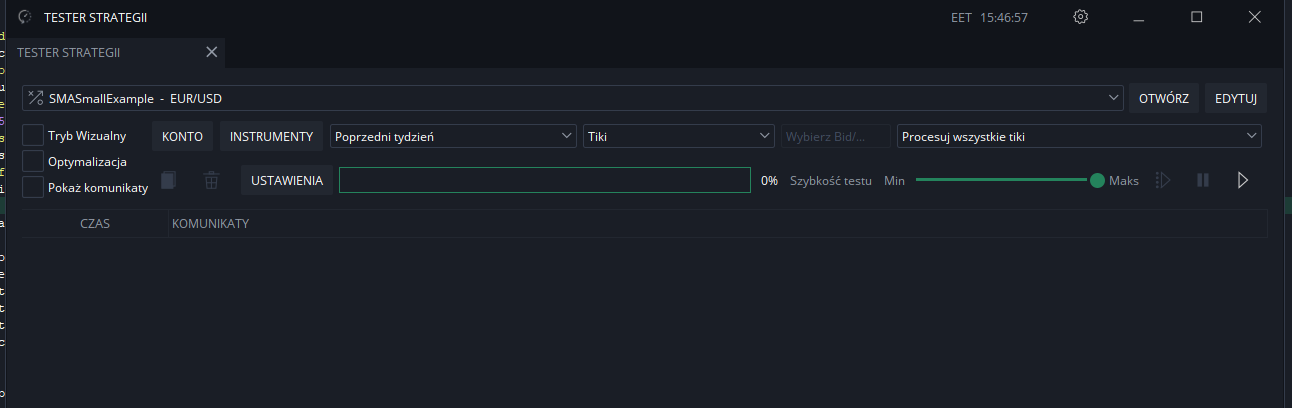 TESTER STRATEGII EET 15:46:57
TESTER STRATEGII
SMASmallExample - EUR/USD OTWÓRZ EDYTUJ
Tryb Wizualny KONTO INSTRUMENTY Poprzedni tydzień Tiki Wybierz Bid/... Procesuj wszystkie tiki
Optymalizacja
Pokaż komunikaty USTAWIENIA 0% Szybkość testu Min Maks
CZAS KOMUNIKATY